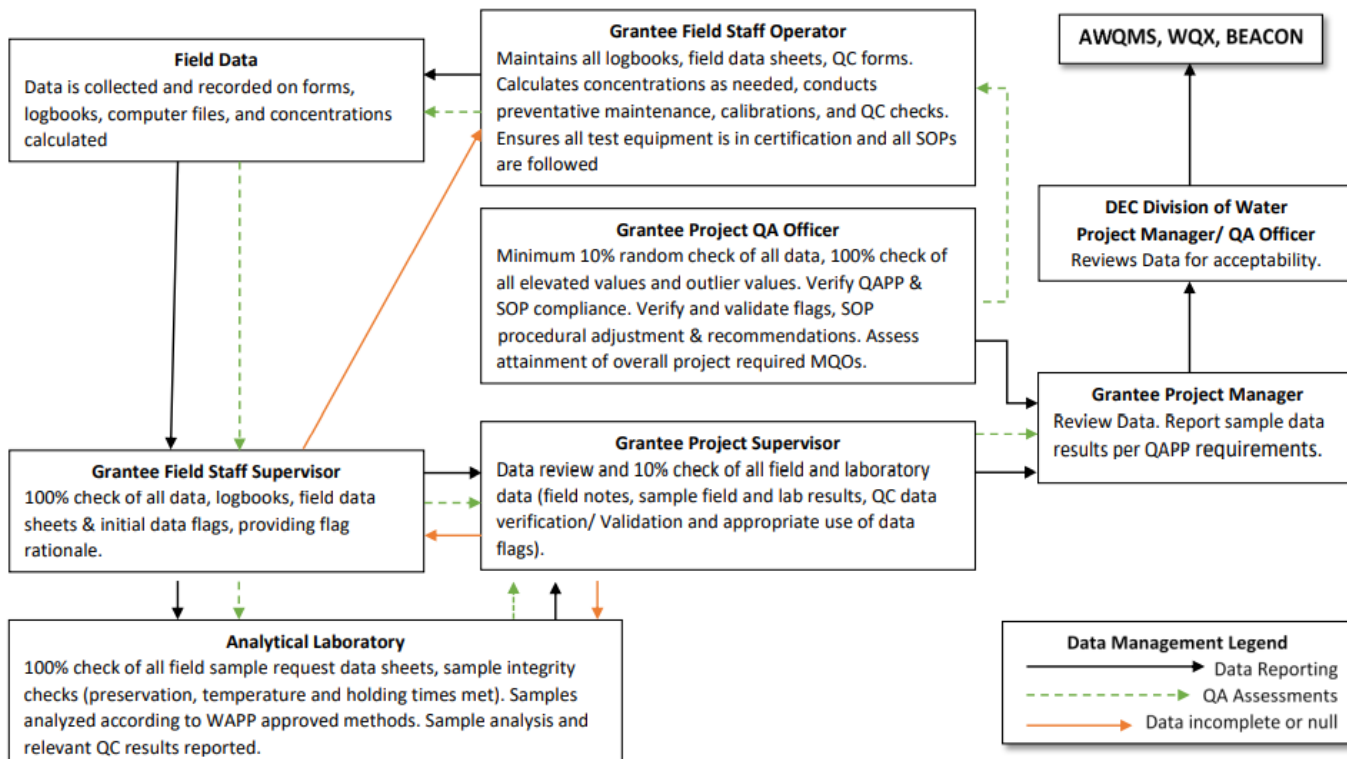 Field Data
Data is collected and recorded on forms,
logbooks, computer files, and concentrations
calculated
Grantee Field Staff Operator
Maintains all logbooks, field data sheets, QC forms.
Calculates concentrations as needed, conducts
preventative maintenance, calibrations, and QC checks.
Ensures all test equipment is in certification and all SOPs
are followed
AWQMS, WQX, BEACON
Grantee Project QA Officer
Minimum 10% random check of all data, 100% check of
all elevated values and outlier values. Verify QAPP &
SOP compliance. Verify and validate flags, SOP
procedural adjustment & recommendations. Assess
attainment of overall project required MQOs.
DEC Division of Water
Project Manager/ QA Officer
Reviews Data for acceptability.
Grantee Project Manager
Review Data. Report sample data
results per QAPP requirements.
Grantee Field Staff Supervisor
100% check of all data, logbooks, field data
sheets & initial data flags, providing flag
rationale.
Grantee Project Supervisor
Data review and 10% check of all field and laboratory
data (field notes, sample field and lab results, QC data
verification/ Validation and appropriate use of data
flags).
Analytical Laboratory
100% check of all field sample request data sheets, sample integrity
checks (preservation, temperature and holding times met). Samples
analyzed according to WAPP approved methods. Sample analysis and
relevant QC results reported.
Data Management Legend
Data Reporting
QA Assessments
Data incomplete or null